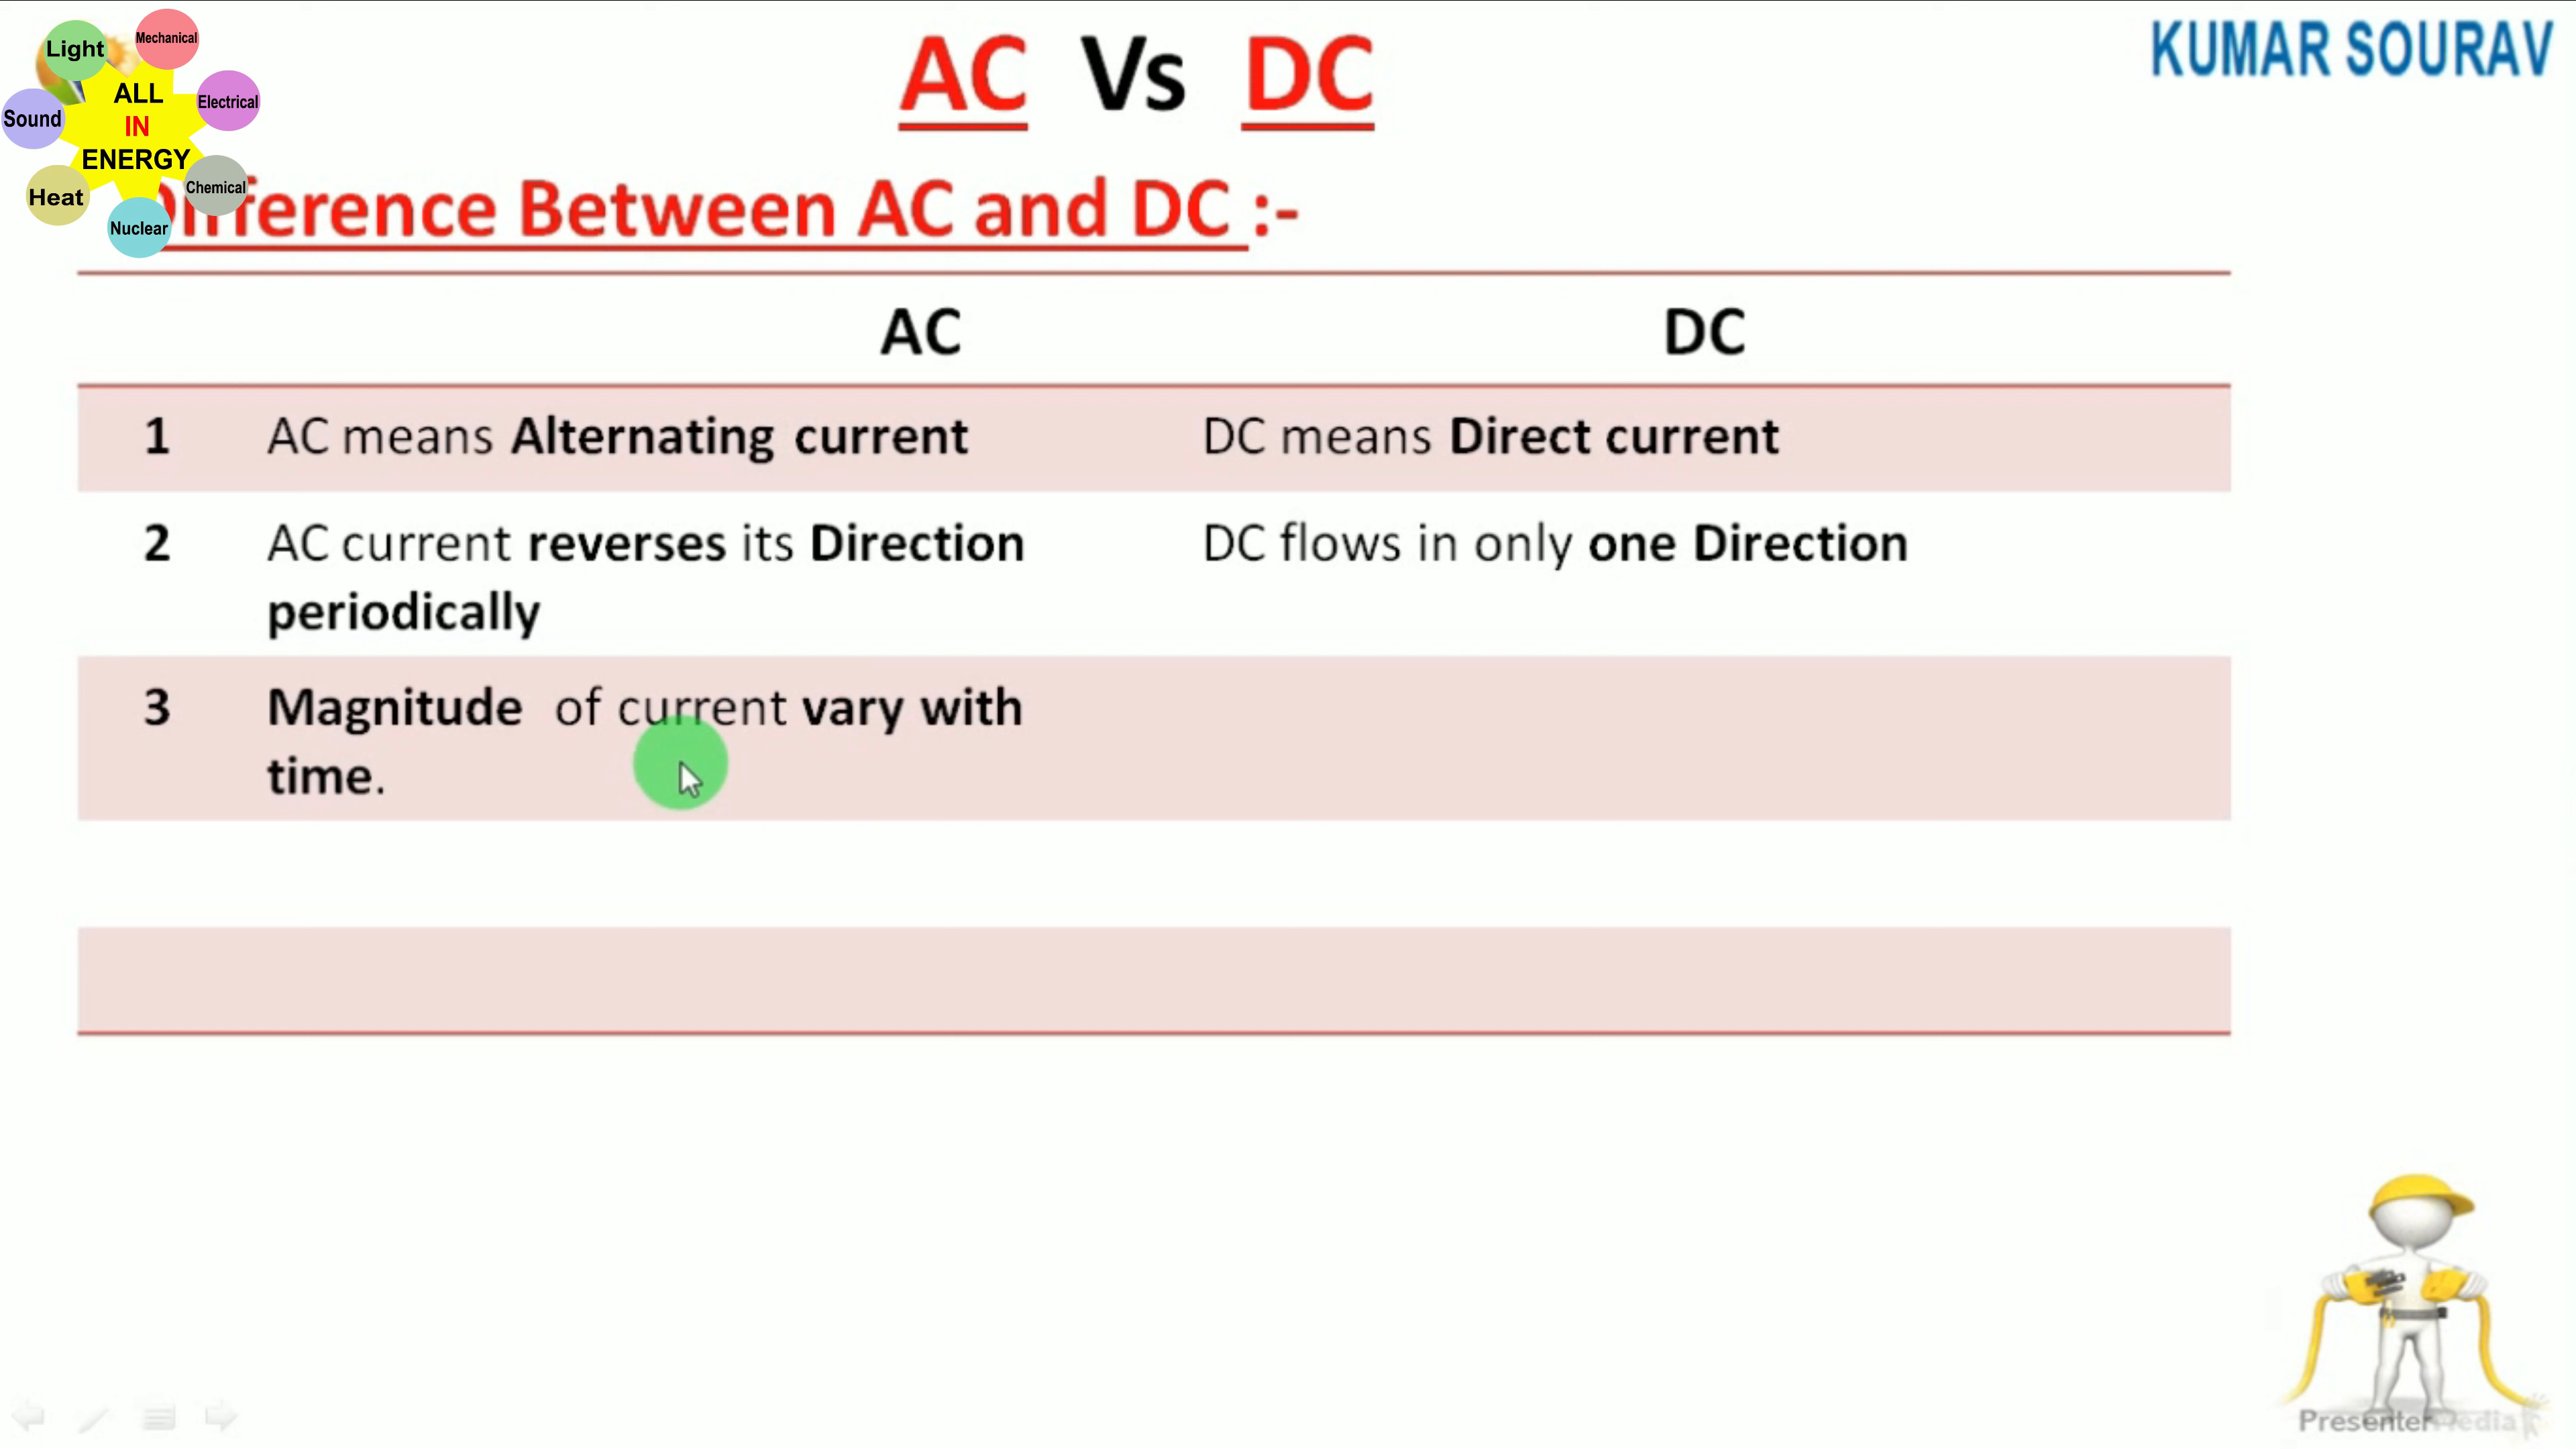 AC Vs DC
KUMAR SOURAV
Light
Mechanical
ALL
IN
ENERGY
Electrical
Sound
Chemical
Heat
Nuclear
Difference Between AC and DC :-
AC DC
1 AC means Alternating current DC means Direct current
2 AC current reverses its Direction DC flows in only one Direction
periodically
3 Magnitude of current vary with
time.
PresenterMedia